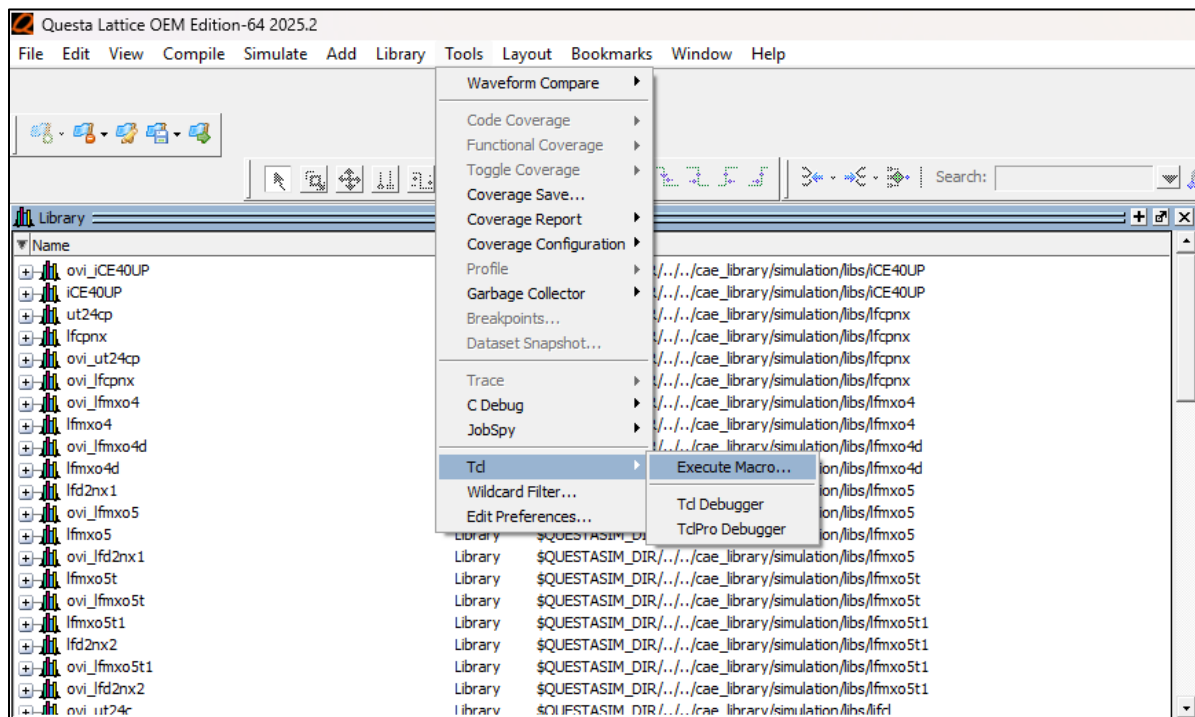 Questa Lattice OEM Edition-64 2025.2
File Edit View Compile Simulate Add Library Tools Layout Bookmarks Window Help
Waveform Compare
Code Coverage
Functional Coverage
Toggle Coverage
Search:
Coverage Save...
Library
Coverage Report
Name
Coverage Configuration
ovi_iCE40UP /../../cae_library/simulation/libs/iCE40UP
Profile
iCE40UP /../../cae_library/simulation/libs/iCE40UP
Garbage Collector
ut24cp /../../cae_library/simulation/libs/lfcpnx
Breakpoints...
lfcpnx /../../cae_library/simulation/libs/lfcpnx
Dataset Snapshot...
ovi_ut24cp /../../cae_library/simulation/libs/lfcpnx
ovi_lfcpnx /../../cae_library/simulation/libs/lfcpnx
Trace
ovi_lfmxo4 /../../cae_library/simulation/libs/lfmxo4
C Debug
lfmxo4 /../../cae_library/simulation/libs/lfmxo4
JobSpy
ovi_lfmxo4d /../../cae_library/simulation/libs/lfmxo4d
lfmxo4d ion/libs/lfmxo4d
Tcl Execute Macro...
lfd2nx1 ion/libs/lfmxo5
Wildcard Filter...
ovi_lfmxo5 ion/libs/lfmxo5
Tcl Debugger
Edit Preferences...
TclPro Debugger
lfmxo5 Library $QUESTASIM_DIR ion/libs/lfmxo5
ovi_lfd2nx1 Library $QUESTASIM_DIR/../../cae_library/simulation/libs/lfmxo5
lfmxo5t Library $QUESTASIM_DIR/../../cae_library/simulation/libs/lfmxo5t
ovi_lfmxo5t Library $QUESTASIM_DIR/../../cae_library/simulation/libs/lfmxo5t
lfmxo5t1 Library $QUESTASIM_DIR/../../cae_library/simulation/libs/lfmxo5t1
lfd2nx2 Library $QUESTASIM_DIR/../../cae_library/simulation/libs/lfmxo5t1
ovi_lfmxo5t1 Library $QUESTASIM_DIR/../../cae_library/simulation/libs/lfmxo5t1
ovi_lfd2nx2 Library $QUESTASIM_DIR/../../cae_library/simulation/libs/lfmxo5t1
ovi_ut24c Library $QUESTASIM_DIR/../../cae_library/simulation/libs/lifcl